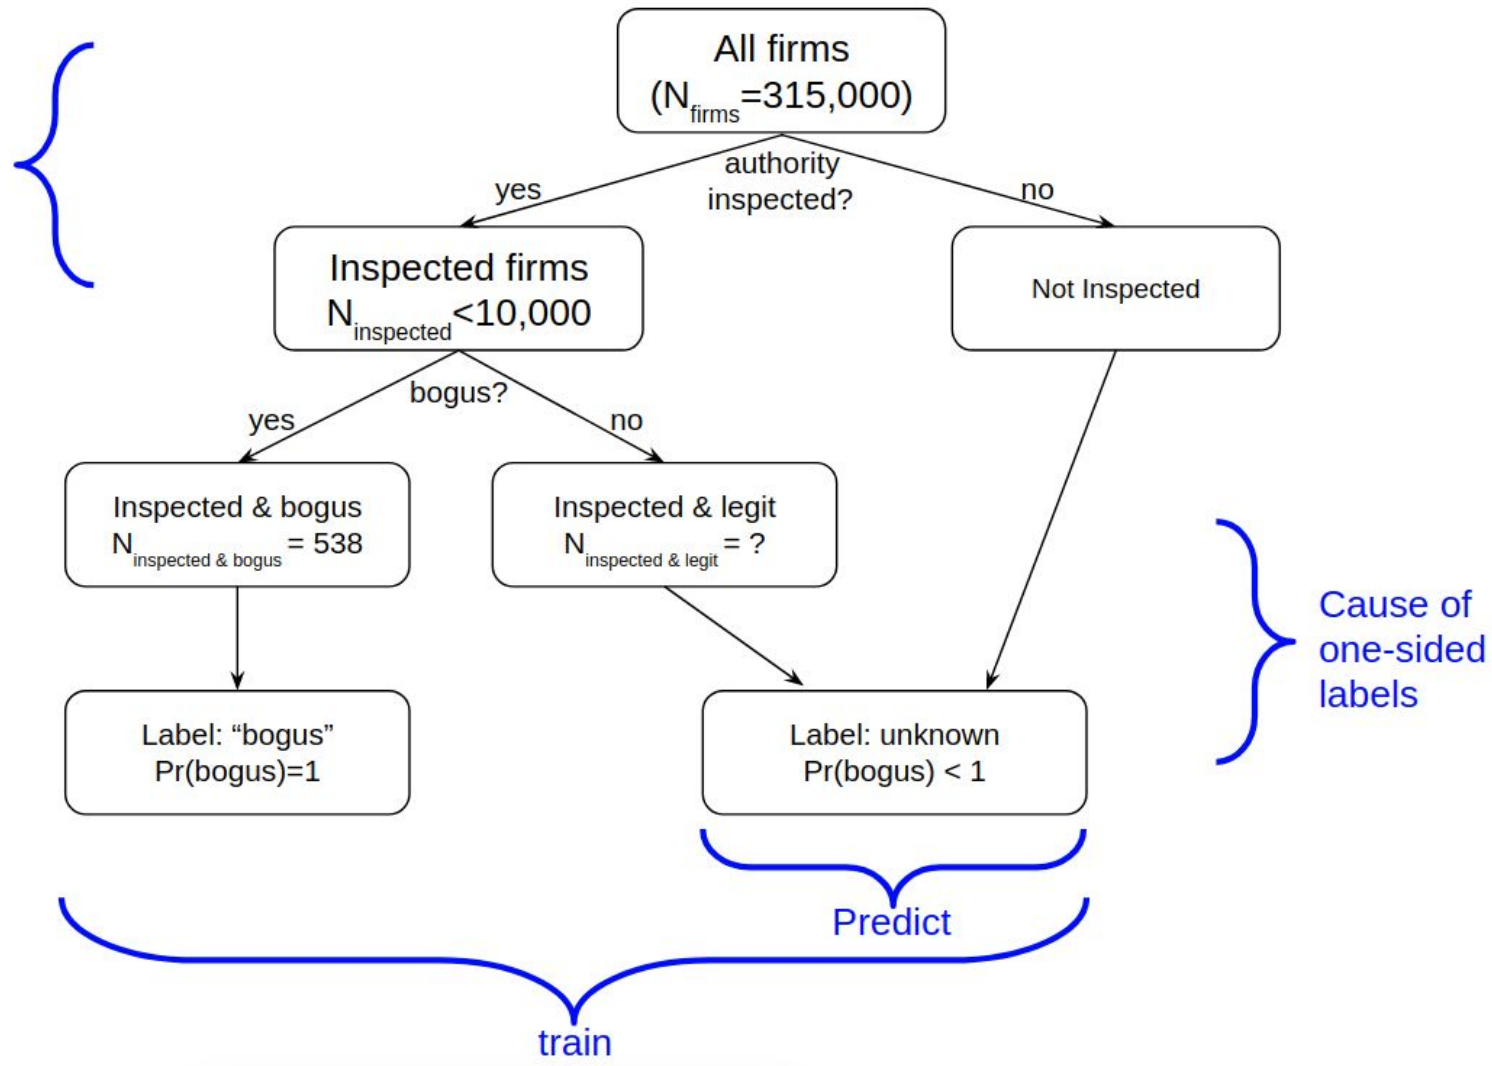 All firms
(Nfirms=315,000)
authority
inspected?
yes
no
Inspected firms
Ninspected<10,000
Not Inspected
bogus?
yes
no
Inspected & bogus
Ninspected & bogus = 538
Inspected & legit
Ninspected & legit = ?
Cause of
one-sided
labels
Label: “bogus”
Pr(bogus)=1
Label: unknown
Pr(bogus) < 1
Predict
train